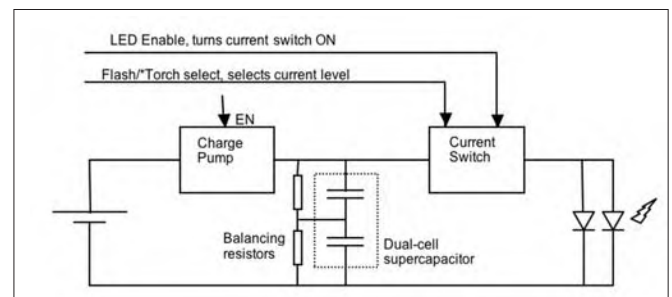 LED Enable, turns current switch ON
Flash/*Torch select, selects current level
EN
Charge
Pump
Current
Switch
Balancing
resistors
Dual-cell
supercapacitor